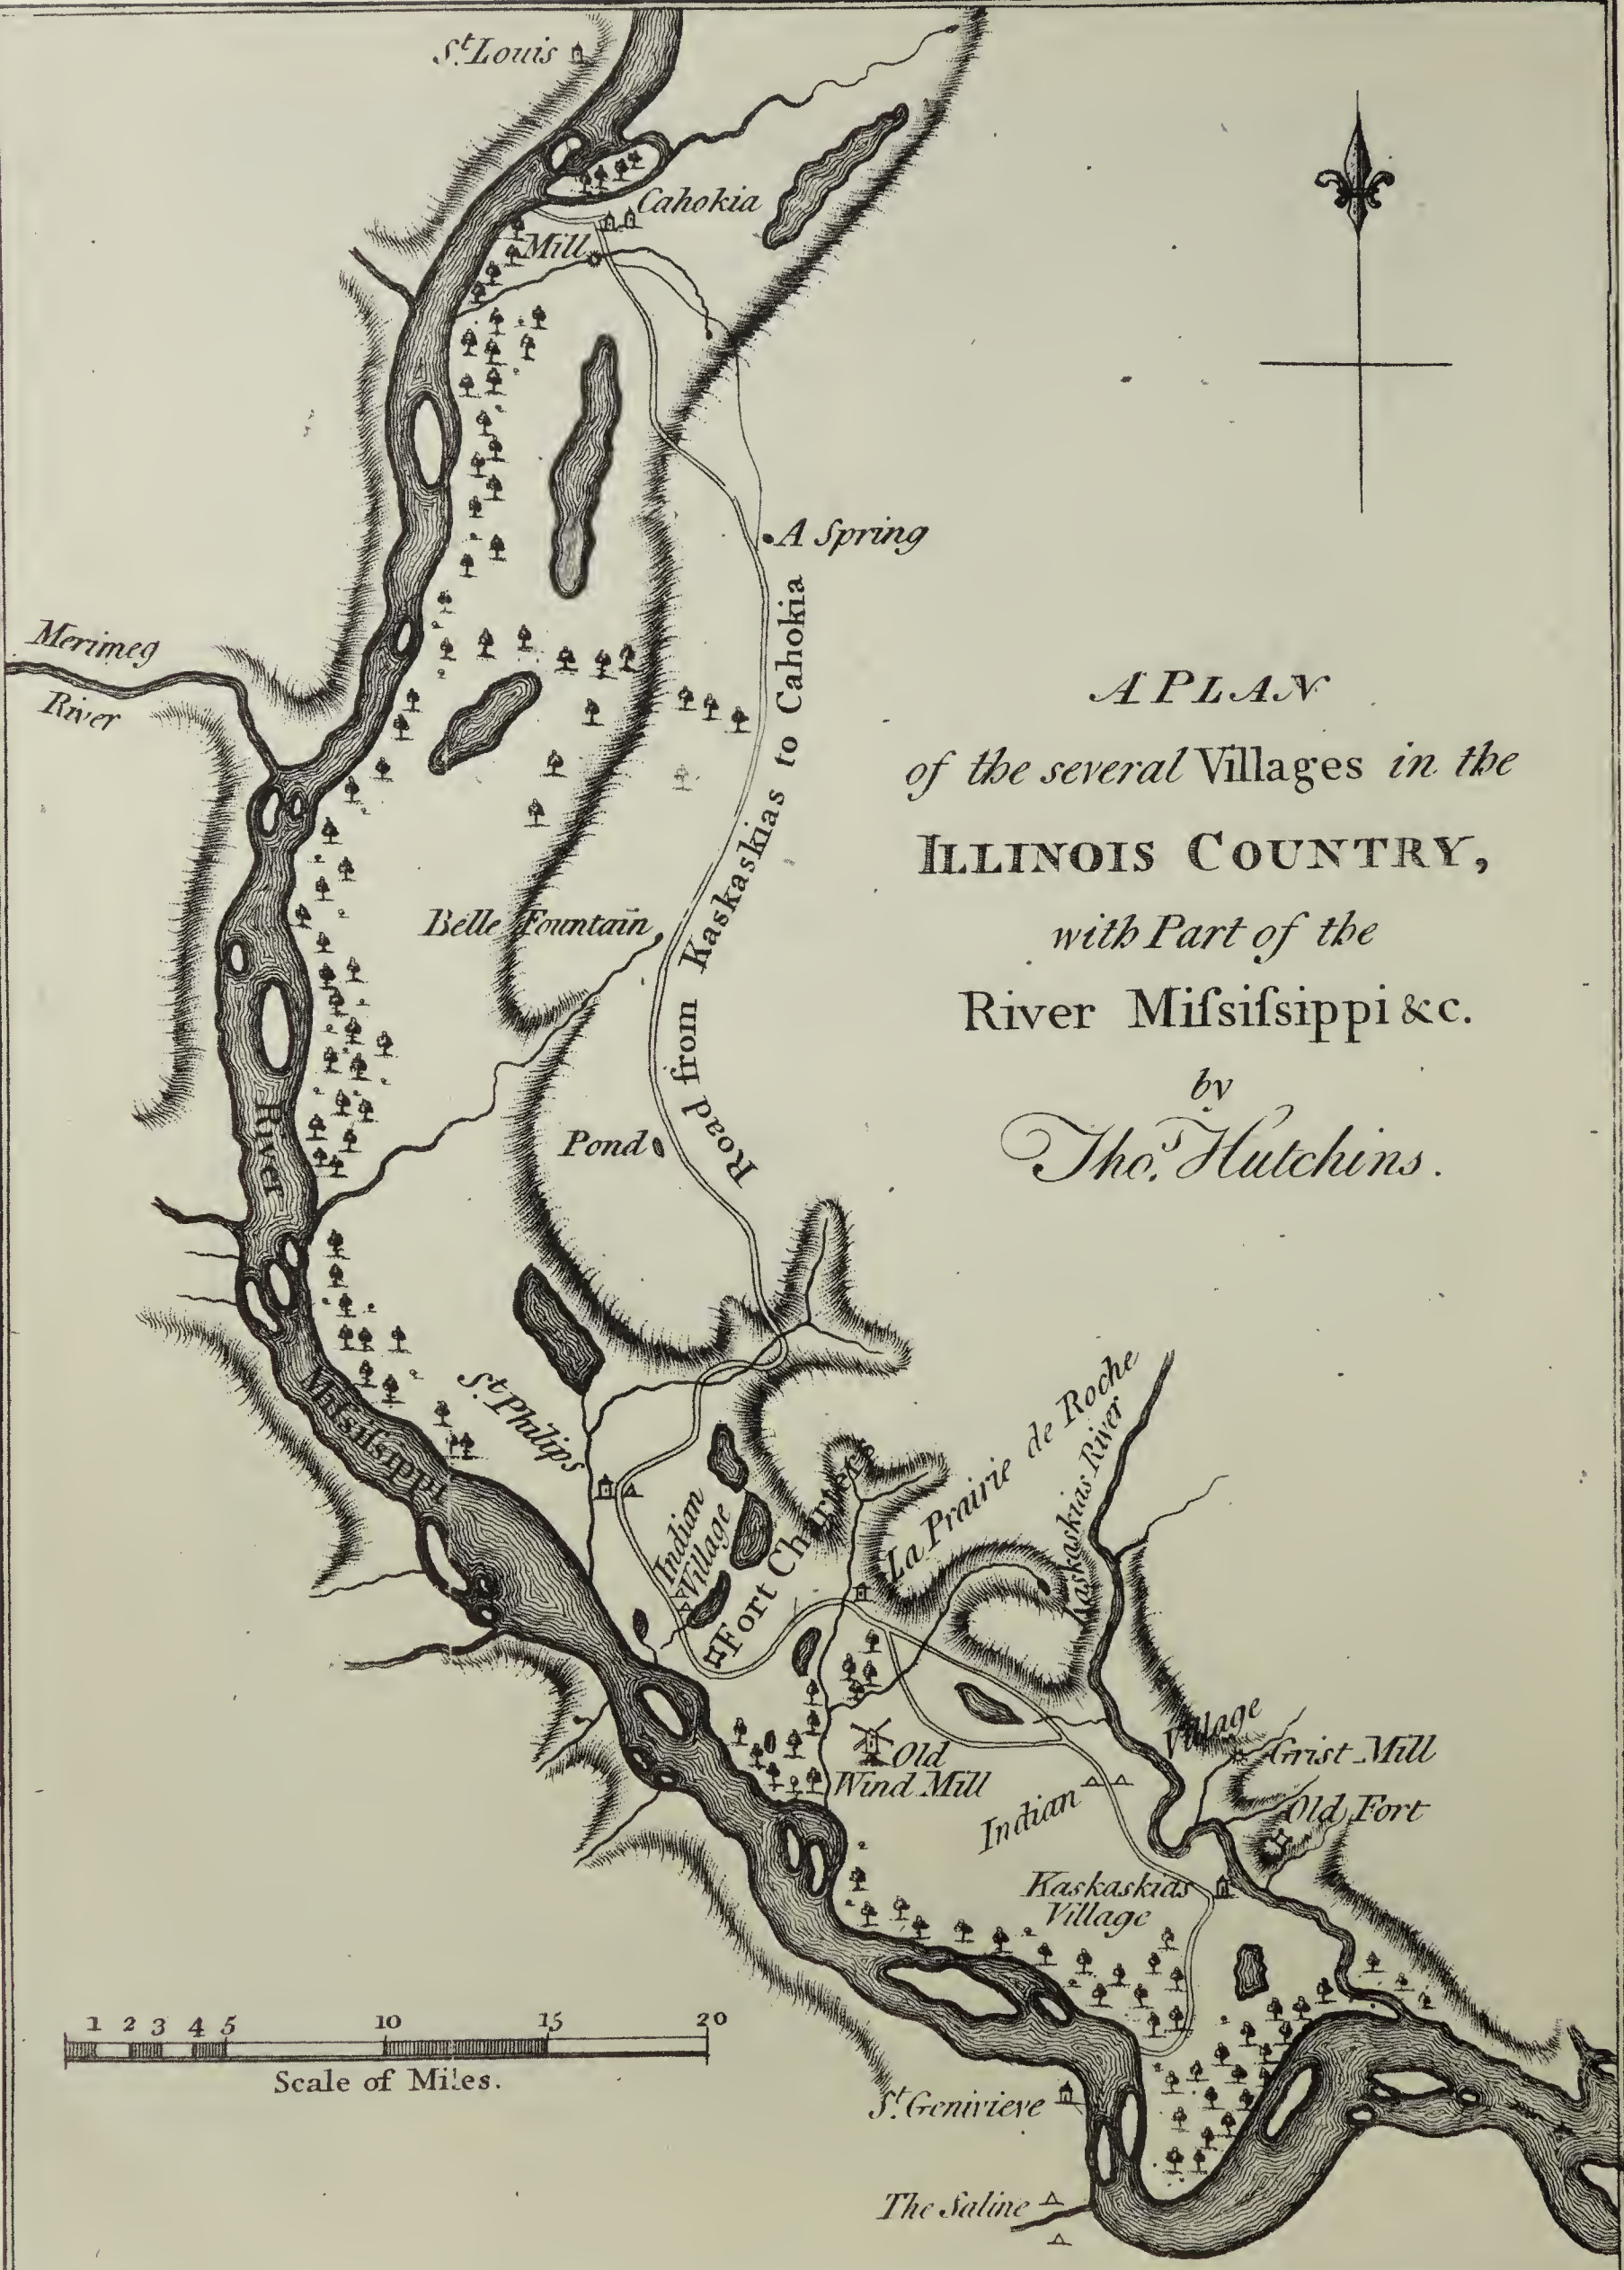 St. Louis
Cahokia
Mill
A Spring
Merimeg
River
Road from Kaskaskias to Cahokia
A PLAN
of the several Villages in the
ILLINOIS COUNTRY,
with Part of the
River Miſsiſsippi &c.
by
Thos. Hutchins.
Belle Fountain
Pond
River
Miſsiſsippi
St Philips
Indian
Village
Fort Charters
La Prairie de Roche
Kaskaskias River
Old
Wind Mill
Indian Village
Grist Mill
Old Fort
Kaskaskias
Village
1 2 3 4 5 10 15 20
Scale of Miles.
St. Genivieve
The Saline